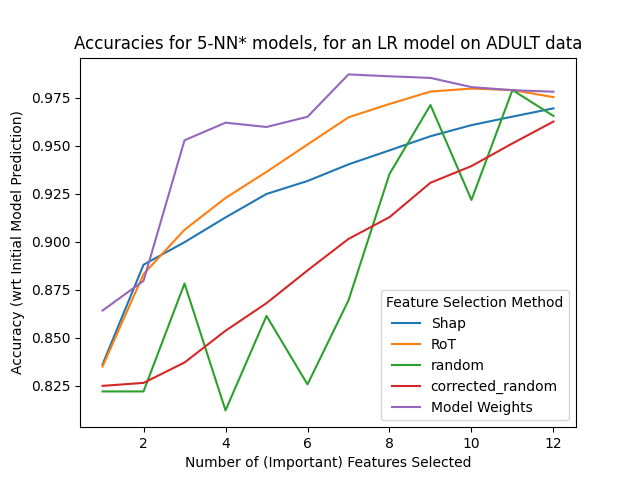 Accuracies for 5-NN* models, for an LR model on ADULT data
Accuracy (wrt Initial Model Prediction)
0.975
0.950
0.925
0.900
0.875
0.850
0.825
Feature Selection Method
Shap
RoT
random
corrected_random
Model Weights
2 4 6 8 10 12
Number of (Important) Features Selected